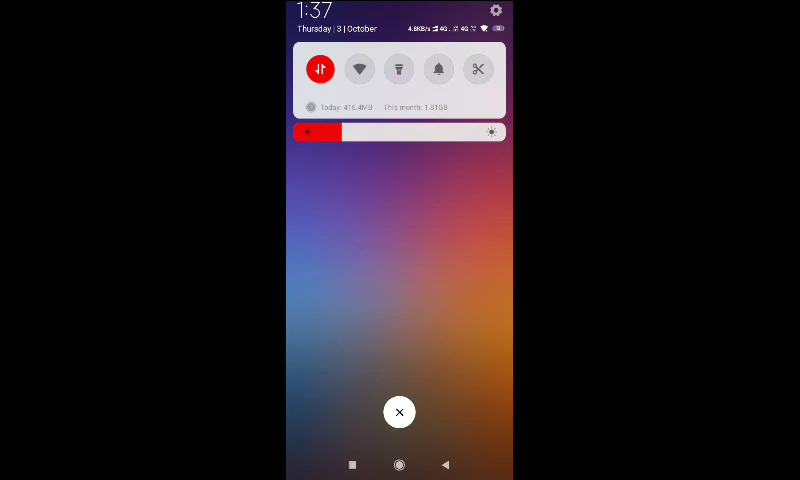 1:37
Thursday | 3 | October
4.8KB/s 4G 4G
Today: 416.4MB This month: 1.81GB